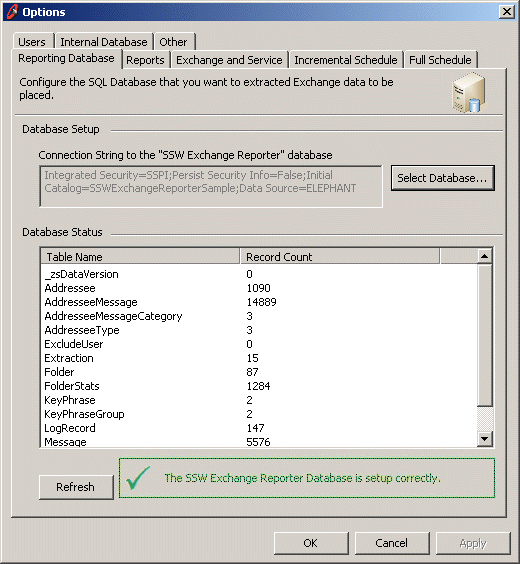 Options
Users Internal Database Other
Reporting Database Reports Exchange and Service Incremental Schedule Full Schedule
Configure the SQL Database that you want to extracted Exchange data to be
placed.
Database Setup
Connection String to the "SSW Exchange Reporter" database
Integrated Security=SSPI;Persist Security Info=False;Initial
Catalog=SSWExchangeReporterSample;Data Source=ELEPHANT
Select Database...
Database Status
Table Name Record Count
_zsDataVersion 0
Addressee 1090
AddresseeMessage 14889
AddresseeMessageCategory 3
AddresseeType 3
ExcludeUser 0
Extraction 15
Folder 87
FolderStats 1284
KeyPhrase 2
KeyPhraseGroup 2
LogRecord 147
Message 5576
Refresh
The SSW Exchange Reporter Database is setup correctly.
OK Cancel Apply